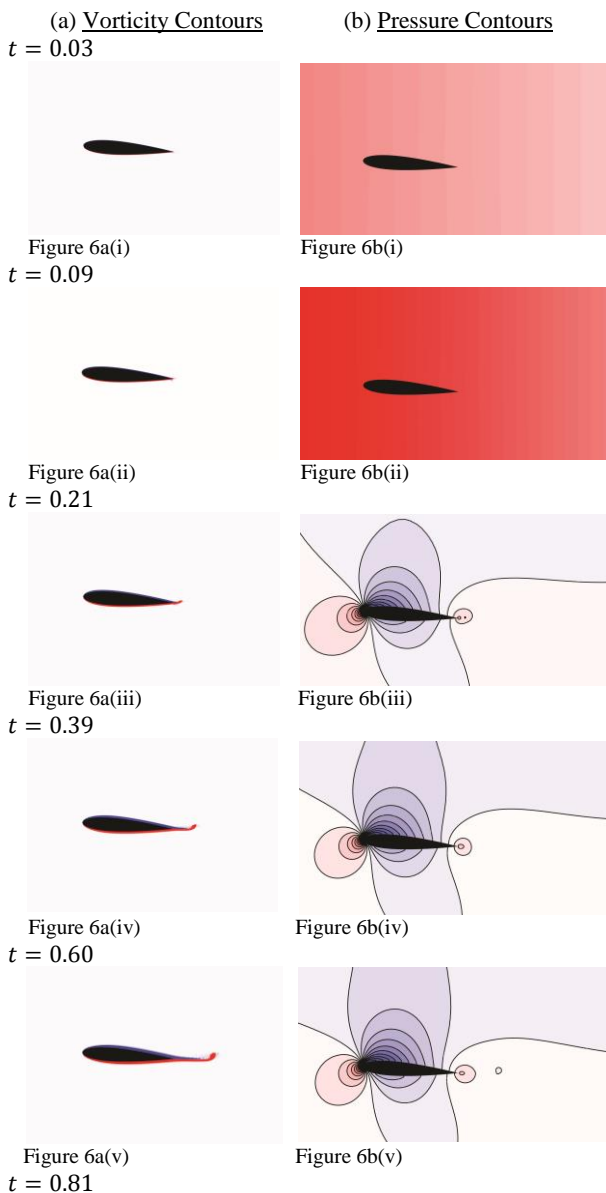 (a) Vorticity Contours (b) Pressure Contours
𝑡 = 0.03
Figure 6a(i) Figure 6b(i)
𝑡 = 0.09
Figure 6a(ii) Figure 6b(ii)
𝑡 = 0.21
Figure 6a(iii) Figure 6b(iii)
𝑡 = 0.39
Figure 6a(iv) Figure 6b(iv)
𝑡 = 0.60
Figure 6a(v) Figure 6b(v)
𝑡 = 0.81